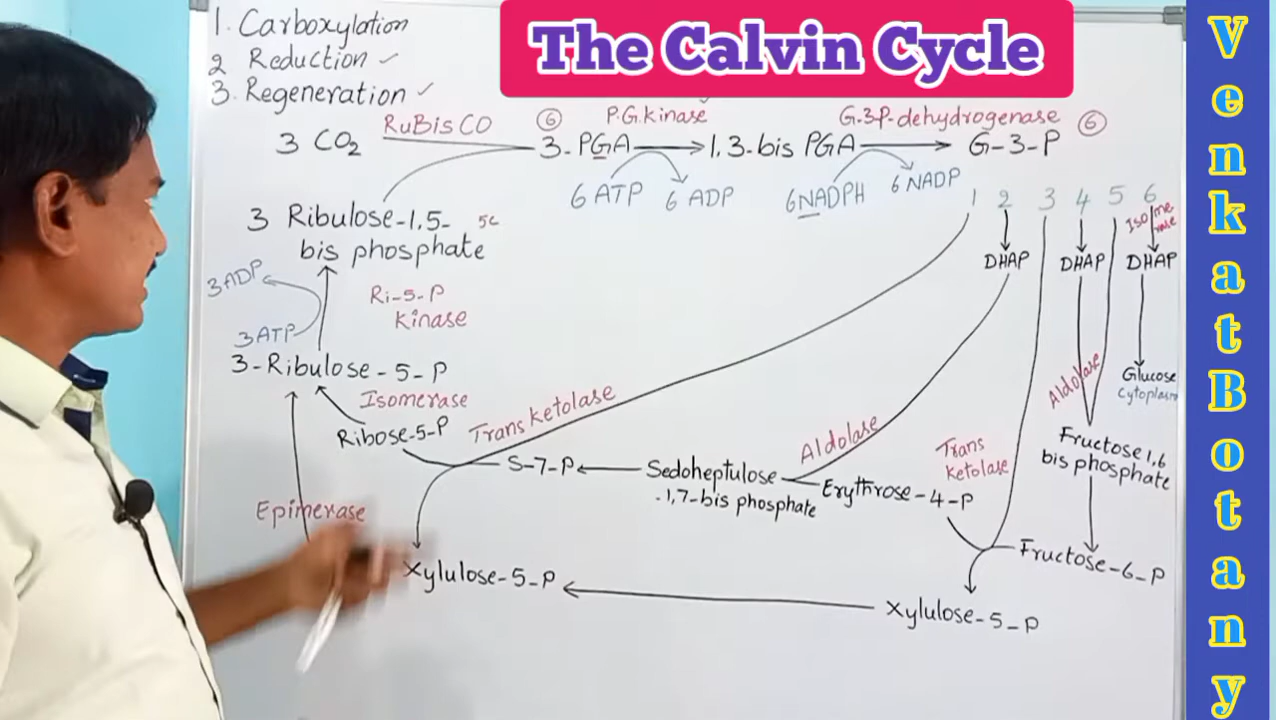 1. Carboxylation
2 Reduction ✓
3. Regeneration ✓
The Calvin Cycle
VenkatBotany
3 CO₂ RuBisCO ⑥ 3-PGA P.G.kinase 1,3-bis PGA G.3.P-dehydrogenase G-3-P ⑥
6 ATP 6 ADP 6NADPH 6 NADP
1 2 3 4 5 6
Isomerase
3 Ribulose-1,5- 5c
bis phosphate
DHAP DHAP DHAP
3ADP
Ri-5-P
Kinase
3ATP
3-Ribulose-5-P
Isomerase
Ribose-5-P
Transketolase
Aldolase
Aldolase
Glucose
Cytoplasm
Trans
ketolase
Fructose 1,6
bis phosphate
S-7-P
Sedoheptulose
-1,7-bis phosphate
Erythrose-4-P
Epimerase
Fructose-6-P
Xylulose-5-P
Xylulose-5-P